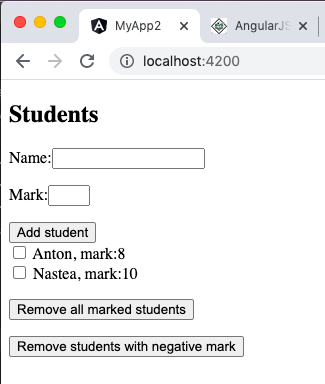 MyApp2
AngularJS
localhost:4200
Students
Name:
Mark:
Add student
Anton, mark:8
Nastea, mark:10
Remove all marked students
Remove students with negative mark